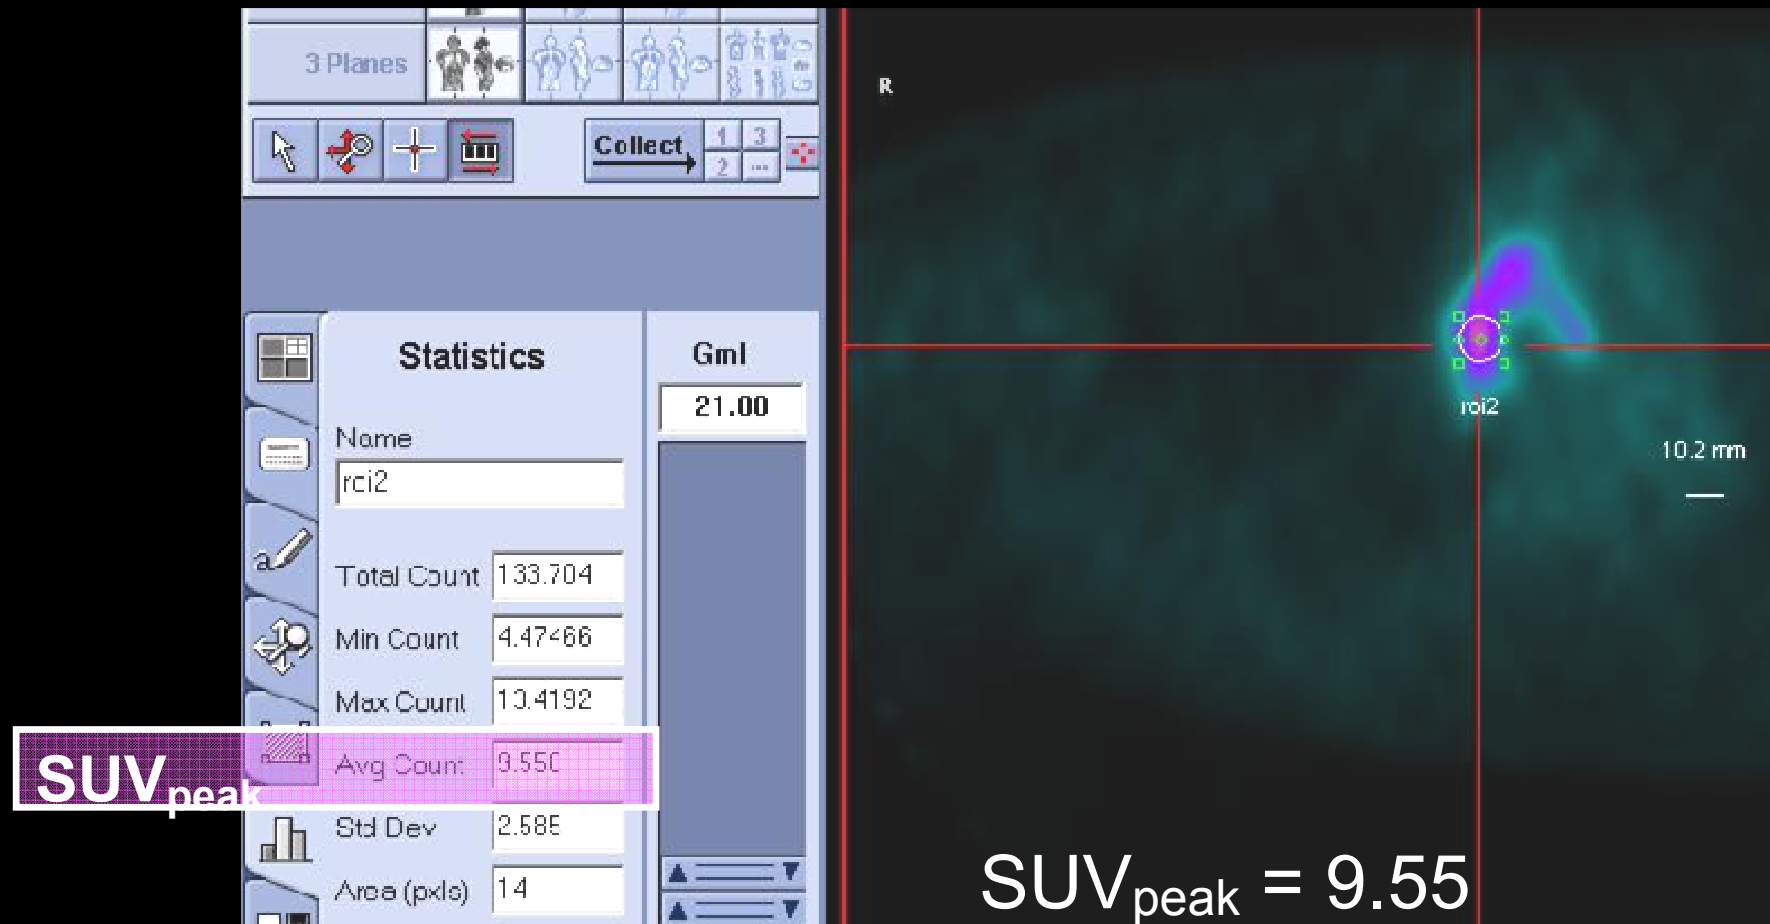 3 Planes
Collect
1
3
2
...
R
Statistics
Gml
21.00
Name
roi2
Total Count 133.704
Min Count 4.47466
Max Count 13.4192
SUVpeak
Avg Count 9.550
Std Dev 2.585
Area (pxls) 14
roi2
10.2 mm
SUVpeak = 9.55